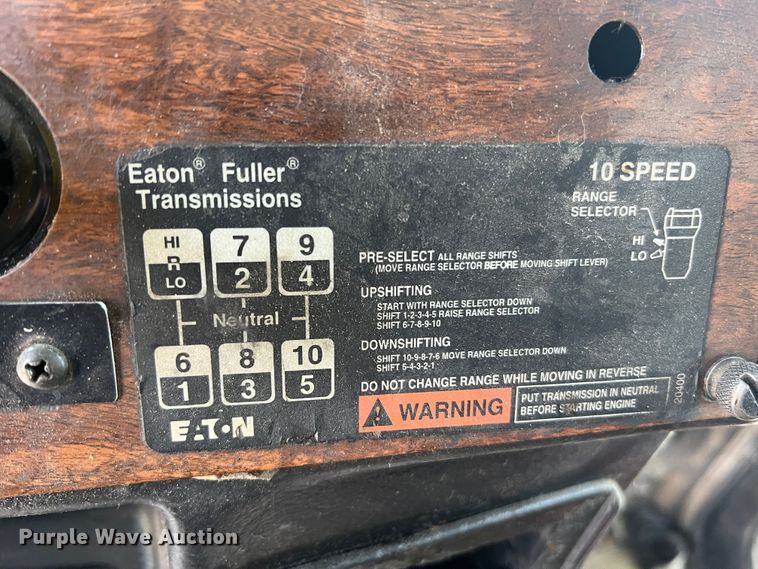 Eaton® Fuller®
Transmissions
10 SPEED
RANGE
SELECTOR
HI
LO
HI
R
LO
7
2
9
4
Neutral
6
1
8
3
10
5
EATON
PRE-SELECT ALL RANGE SHIFTS
(MOVE RANGE SELECTOR BEFORE MOVING SHIFT LEVER)
UPSHIFTING
START WITH RANGE SELECTOR DOWN
SHIFT 1-2-3-4-5 RAISE RANGE SELECTOR
SHIFT 6-7-8-9-10
DOWNSHIFTING
SHIFT 10-9-8-7-6 MOVE RANGE SELECTOR DOWN
SHIFT 5-4-3-2-1
DO NOT CHANGE RANGE WHILE MOVING IN REVERSE
WARNING
PUT TRANSMISSION IN NEUTRAL
BEFORE STARTING ENGINE
20400
Purple Wave Auction